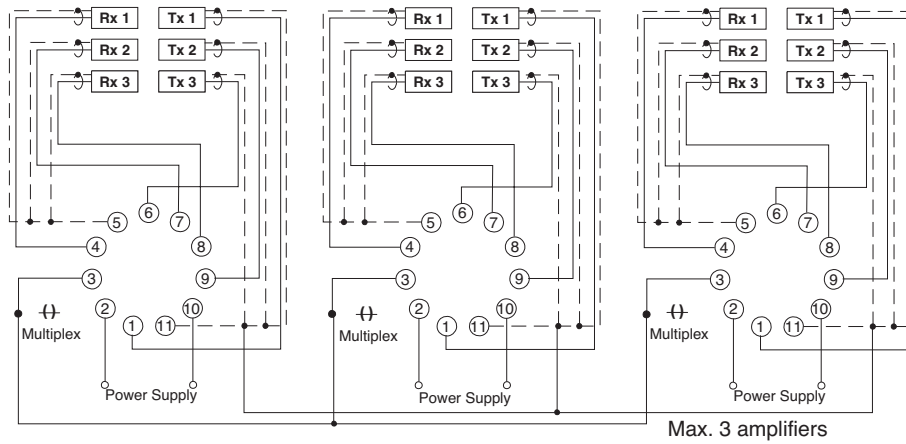 Rx 1 Tx 1 Rx 1 Tx 1 Rx 1 Tx 1
Rx 2 Tx 2 Rx 2 Tx 2 Rx 2 Tx 2
Rx 3 Tx 3 Rx 3 Tx 3 Rx 3 Tx 3
6 7 6 7 6 7
5 5 5
4 8 4 8 4 8
3 9 3 9 3 9
2 10 2 10 2 10
1 11 1 11 1 11
Multiplex Multiplex Multiplex
Power Supply Power Supply Power Supply
Max. 3 amplifiers